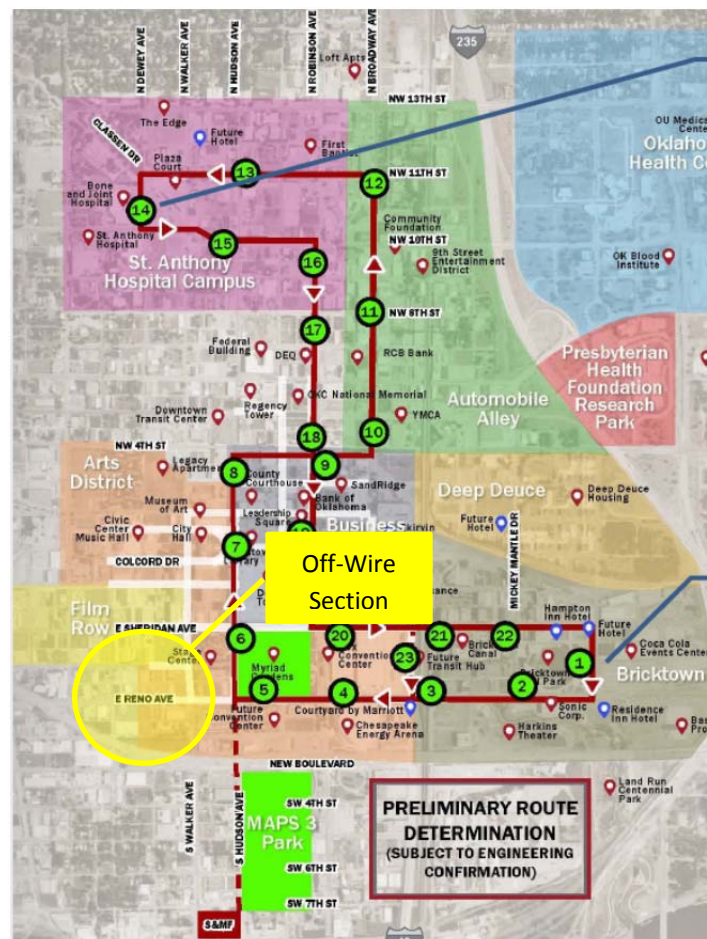 N DEWEY AVE
N WALKER AVE
N HUDSON AVE
N ROBINSON AVE
N BROADWAY AVE
235
Loft Apts
NW 13TH ST
The Edge
Future
Hotel
First
CLASSEN DR
Plaza
Court
13
NW 11TH ST
12
OU Medical
Oklaho
Health C
Bone
and Joint
Hospital
14
Community
Foundation
St. Anthony
Hospital
15
NW 10TH ST
9th Street
Entertainment
District
16
St. Anthony
Hospital Campus
OK Blood
Institute
11
NW 8TH ST
17
Federal
Building
DEQ
RCB Bank
Presbyterian
Health
Foundation
Research
Park
Regency
Tower
OKC National Memorial
Automobile
Alley
Downtown
Transit Center
YMCA
18
10
NW 4TH ST
Arts
District
Legacy
8
9
County
Courthouse
SandRidge
Deep Deuce
Deep Deuce
Housing
Museum
of Art
Leadership
Square
Bank of
Oklahoma
Business
Future
Hotel
Civic
Center
Music Hall
City
Hall
7
MICKEY MANTLE DR
COLCORD DR
Off-Wire
Section
Film
Row
E SHERIDAN AVE
6
20
21
22
Hampton
Inn Hotel
Future
Hotel
Myriad
Convention
Center
23
Future
Transit Hub
Canal
1
Coca Cola
Events Center
Bricktown
E RENO AVE
5
4
3
2
Courtyard by Marriott
Chesapeake
Energy Arena
Sonic
Corp.
Harkins
Theater
Residence
Inn Hotel
NEW BOULEVARD
Land Run
Centennial
Park
S WALKER AVE
S HUDSON AVE
SW 4TH ST
MAPS 3
Park
SW 6TH ST
SW 7TH ST
S&MF
PRELIMINARY ROUTE
DETERMINATION
(SUBJECT TO ENGINEERING
CONFIRMATION)